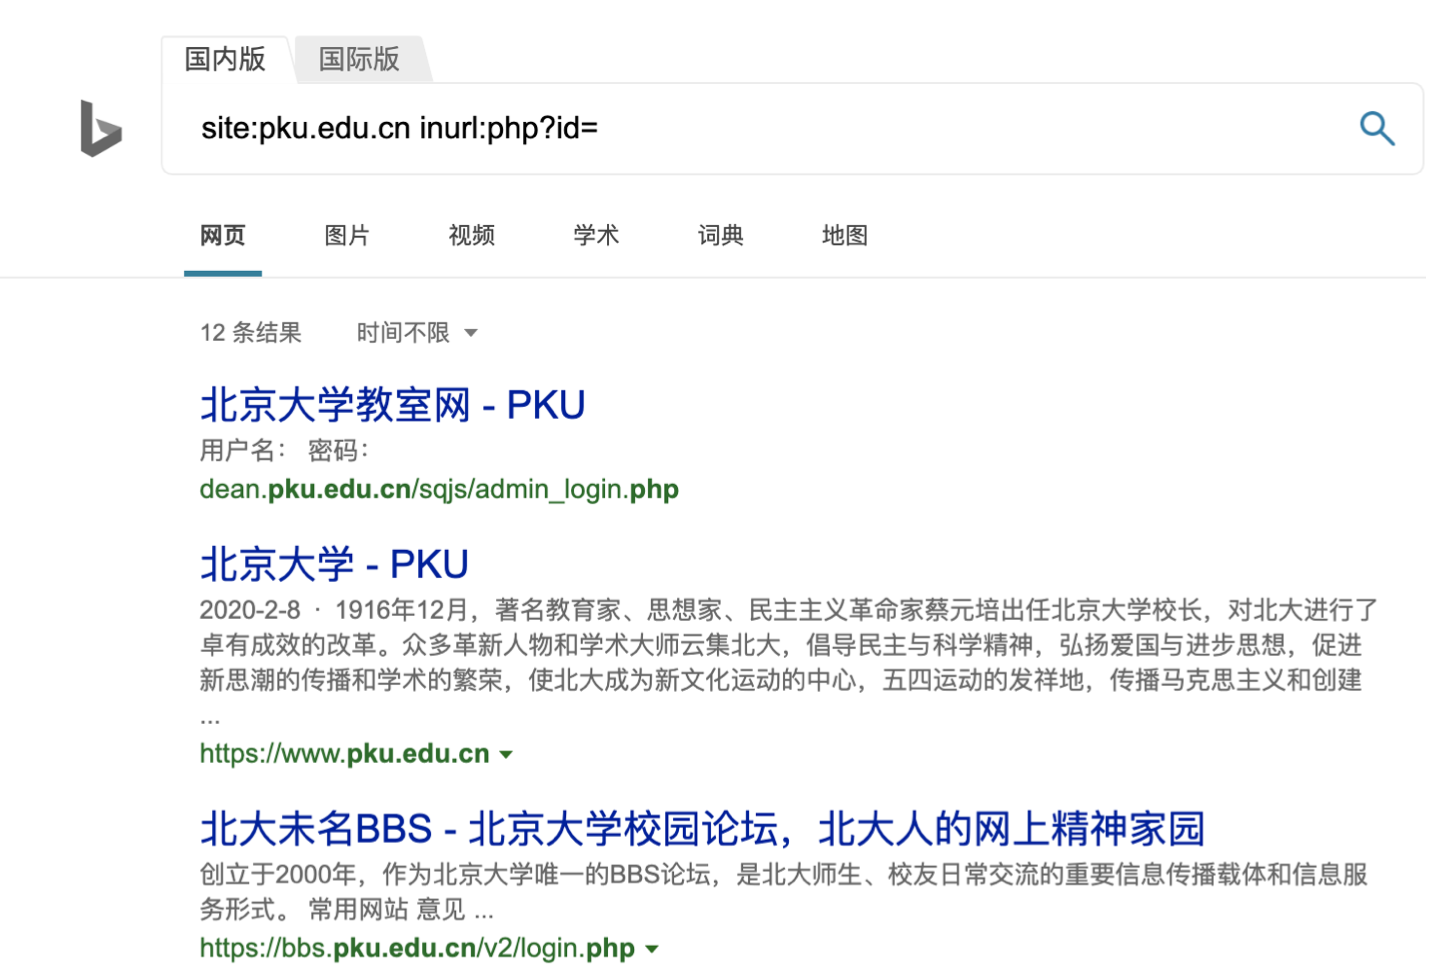 国内版 国际版
site:pku.edu.cn inurl:php?id=
网页 图片 视频 学术 词典 地图
12 条结果 时间不限
北京大学教室网 - PKU
用户名： 密码：
dean.pku.edu.cn/sqjs/admin_login.php
北京大学 - PKU
2020-2-8 · 1916年12月，著名教育家、思想家、民主主义革命家蔡元培出任北京大学校长，对北大进行了
卓有成效的改革。众多革新人物和学术大师云集北大，倡导民主与科学精神，弘扬爱国与进步思想，促进
新思潮的传播和学术的繁荣，使北大成为新文化运动的中心，五四运动的发祥地，传播马克思主义和创建
...
https://www.pku.edu.cn
北大未名BBS - 北京大学校园论坛，北大人的网上精神家园
创立于2000年，作为北京大学唯一的BBS论坛，是北大师生、校友日常交流的重要信息传播载体和信息服
务形式。 常用网站 意见 ...
https://bbs.pku.edu.cn/v2/login.php